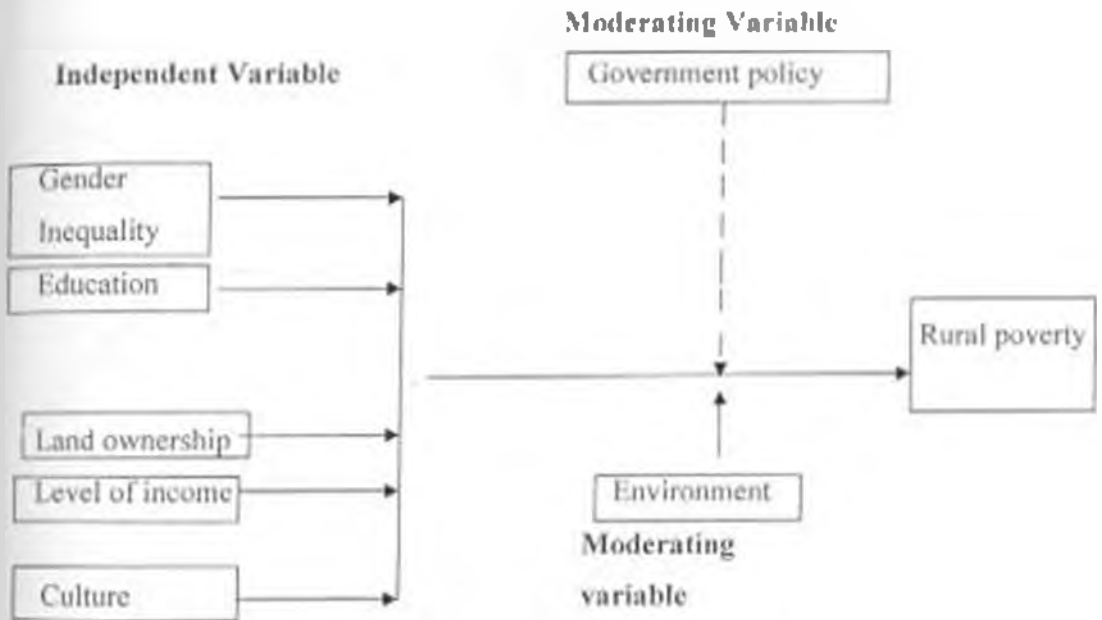 Moderating Variable
Independent Variable
Government policy
Gender
Inequality
Education
Rural poverty
Land ownership
Level of income
Environment
Moderating
variable
Culture